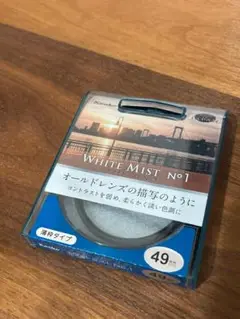 Kenko
WHITE MIST No1
オールドレンズの描写のように
コントラストを弱め、柔らかく淡い色調に
薄枠タイプ
49mm